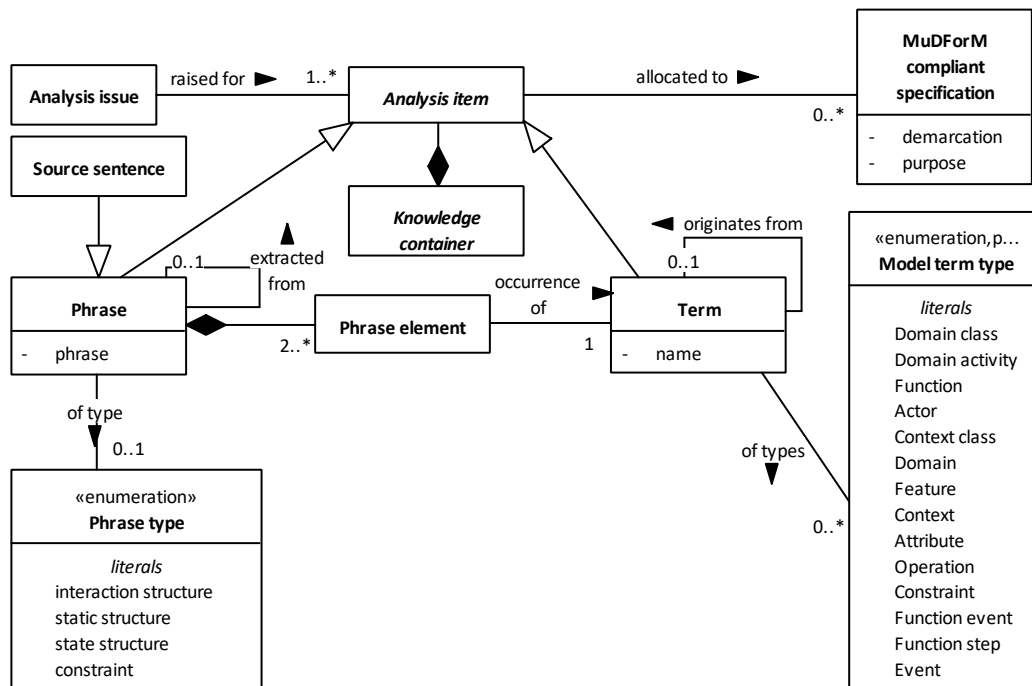 MuDForM
compliant
specification
- demarcation
- purpose
Analysis issue
raised for
1..*
Analysis item
allocated to
0..*
Source sentence
Knowledge
container
originates from
0..1
extracted
from
0..1
Phrase
- phrase
2..*
Phrase element
occurrence
of
1
Term
- name
of type
0..1
«enumeration»
Phrase type
literals
interaction structure
static structure
state structure
constraint
of types
0..*
«enumeration,p...
Model term type
literals
Domain class
Domain activity
Function
Actor
Context class
Domain
Feature
Context
Attribute
Operation
Constraint
Function event
Function step
Event